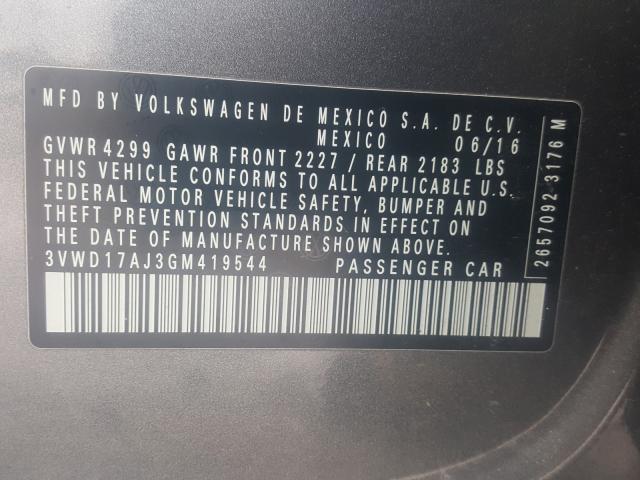 MFD BY VOLKSWAGEN DE MEXICO S.A. DE C.V.
MEXICO 06/16
GVWR 4299 GAWR FRONT 2227 / REAR 2183 LBS
THIS VEHICLE CONFORMS TO ALL APPLICABLE U.S.
FEDERAL MOTOR VEHICLE SAFETY, BUMPER AND
THEFT PREVENTION STANDARDS IN EFFECT ON
THE DATE OF MANUFACTURE SHOWN ABOVE.
3VWD17AJ3GM419544 PASSENGER CAR
2657092 3176 M